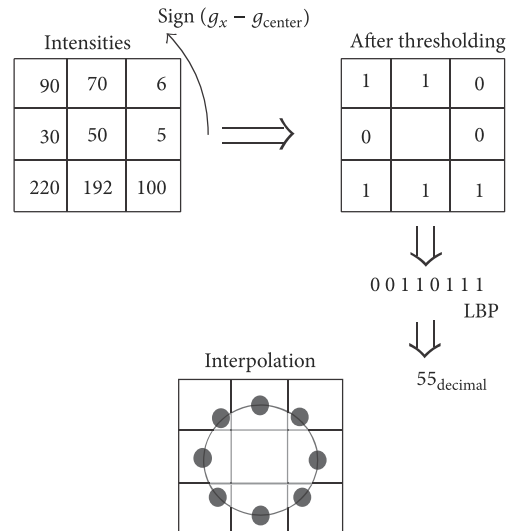 Sign (gₓ − g_center)
Intensities
After thresholding
90 70 6
30 50 5
220 192 100
1 1 0
0 0
1 1 1
0 0 1 1 0 1 1 1
LBP
55_decimal
Interpolation